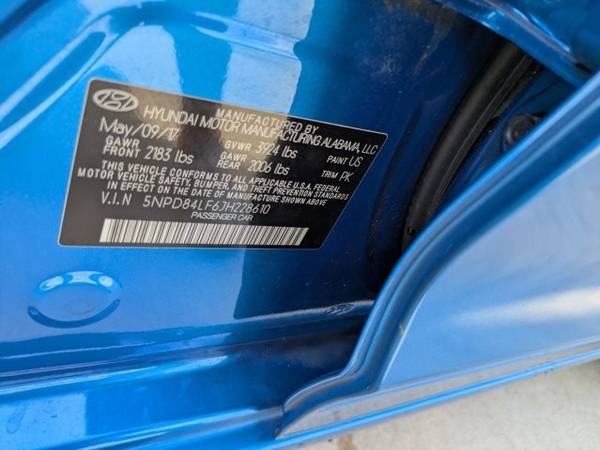 MANUFACTURED BY
HYUNDAI MOTOR MANUFACTURING ALABAMA, LLC
May/09/17 GVWR 3924 lbs PAINT US
GAWR FRONT 2183 lbs GAWR REAR 2006 lbs TRIM PK
THIS VEHICLE CONFORMS TO ALL APPLICABLE U.S.A. FEDERAL
MOTOR VEHICLE SAFETY, BUMPER, AND THEFT PREVENTION STANDARDS
IN EFFECT ON THE DATE OF MANUFACTURE SHOWN ABOVE.
V.I.N 5NPD84LF6JH228610
PASSENGER CAR